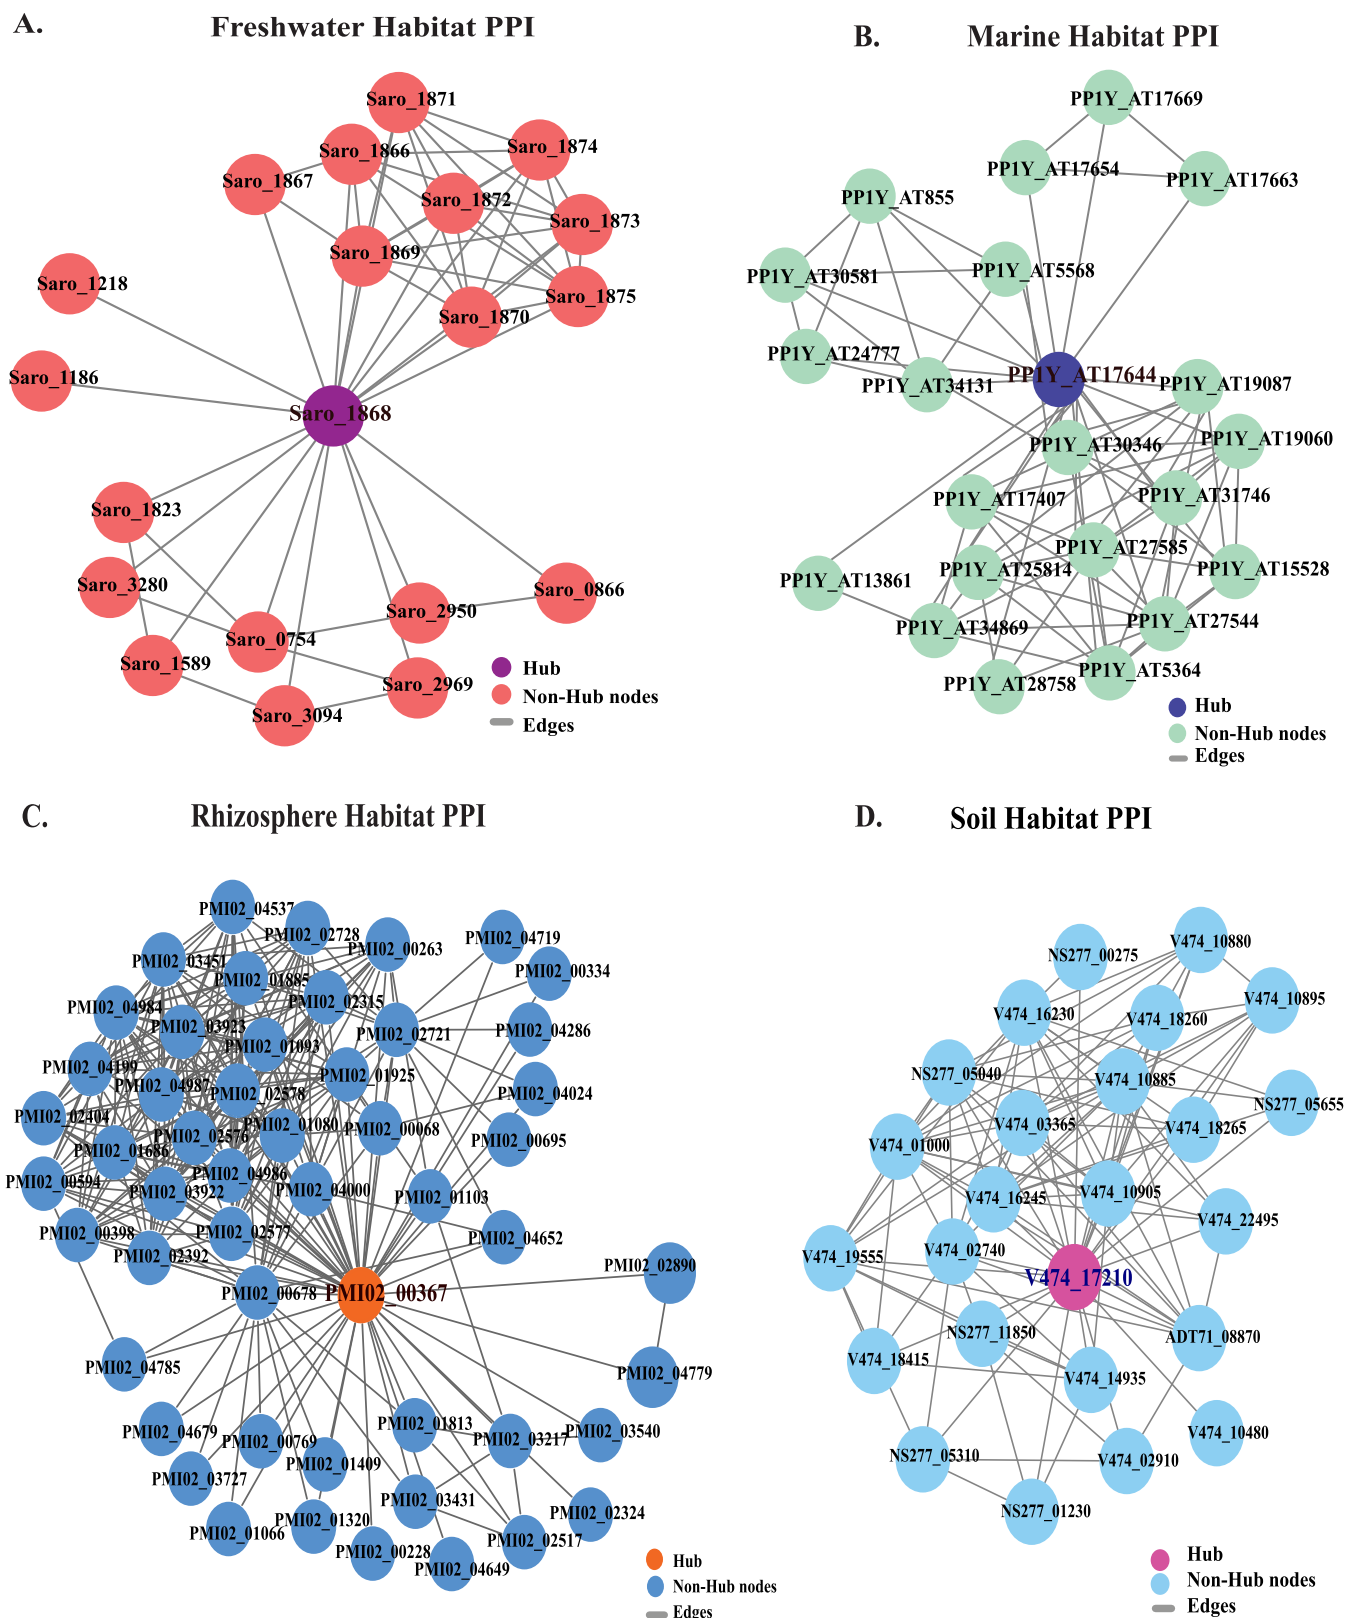 A.
Freshwater Habitat PPI
Saro_1871
Saro_1866
Saro_1874
Saro_1867
Saro_1872
Saro_1873
Saro_1869
Saro_1218
Saro_1875
Saro_1870
Saro_1186
Saro_1868
Saro_1823
Saro_3280
Saro_0866
Saro_2950
Saro_0754
Saro_1589
Saro_2969
Saro_3094
Hub
Non-Hub nodes
Edges
B.
Marine Habitat PPI
PP1Y_AT17669
PP1Y_AT17654
PP1Y_AT17663
PP1Y_AT855
PP1Y_AT5568
PP1Y_AT30581
PP1Y_AT24777
PP1Y_AT34131
PP1Y_AT17644
PP1Y_AT19087
PP1Y_AT30346
PP1Y_AT19060
PP1Y_AT17407
PP1Y_AT31746
PP1Y_AT27585
PP1Y_AT25814
PP1Y_AT15528
PP1Y_AT13861
PP1Y_AT34869
PP1Y_AT27544
PP1Y_AT5364
PP1Y_AT28758
Hub
Non-Hub nodes
Edges
C.
Rhizosphere Habitat PPI
PMI02_04537
PMI02_02728
PMI02_00263
PMI02_04719
PMI02_03451
PMI02_01885
PMI02_00334
PMI02_02315
PMI02_04984
PMI02_03923
PMI02_02721
PMI02_04286
PMI02_01093
PMI02_04199
PMI02_04987
PMI02_02578
PMI02_01925
PMI02_04024
PMI02_02404
PMI02_02576
PMI02_01080
PMI02_00068
PMI02_00695
PMI02_01686
PMI02_04986
PMI02_00594
PMI02_03922
PMI02_04000
PMI02_01103
PMI02_00398
PMI02_02577
PMI02_04652
PMI02_02392
PMI02_02890
PMI02_00678
PMI02_00367
PMI02_04785
PMI02_04779
PMI02_04679
PMI02_00769
PMI02_01813
PMI02_03217
PMI02_03540
PMI02_03727
PMI02_01409
PMI02_03431
PMI02_02324
PMI02_01066
PMI02_01320
PMI02_00228
PMI02_02517
PMI02_04649
Hub
Non-Hub nodes
Edges
D.
Soil Habitat PPI
V474_10880
NS277_00275
V474_10895
V474_16230
V474_18260
NS277_05040
V474_10885
NS277_05655
V474_03365
V474_18265
V474_01000
V474_16245
V474_10905
V474_22495
V474_02740
V474_19555
V474_17210
NS277_11850
ADT71_08870
V474_18415
V474_14935
V474_10480
NS277_05310
V474_02910
NS277_01230
Hub
Non-Hub nodes
Edges